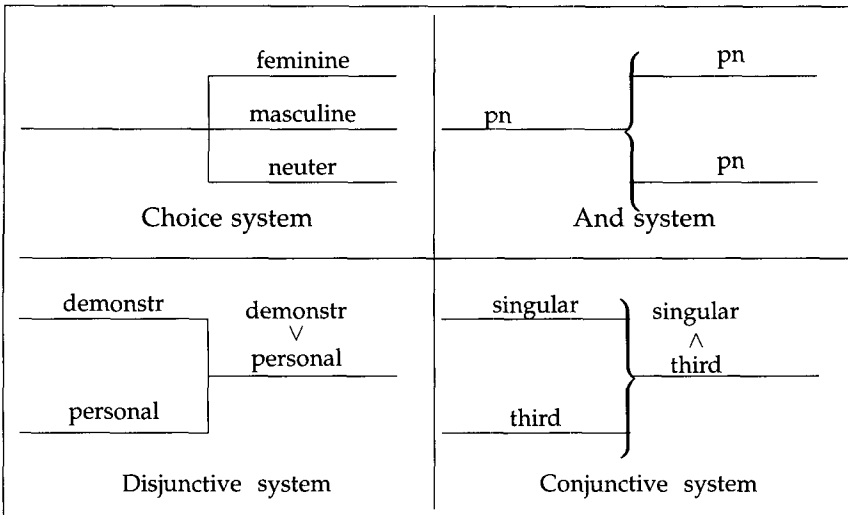 feminine
masculine
neuter
Choice system
pn
pn
pn
And system
demonstr
demonstr
∨
personal
personal
Disjunctive system
singular
singular
∧
third
third
Conjunctive system